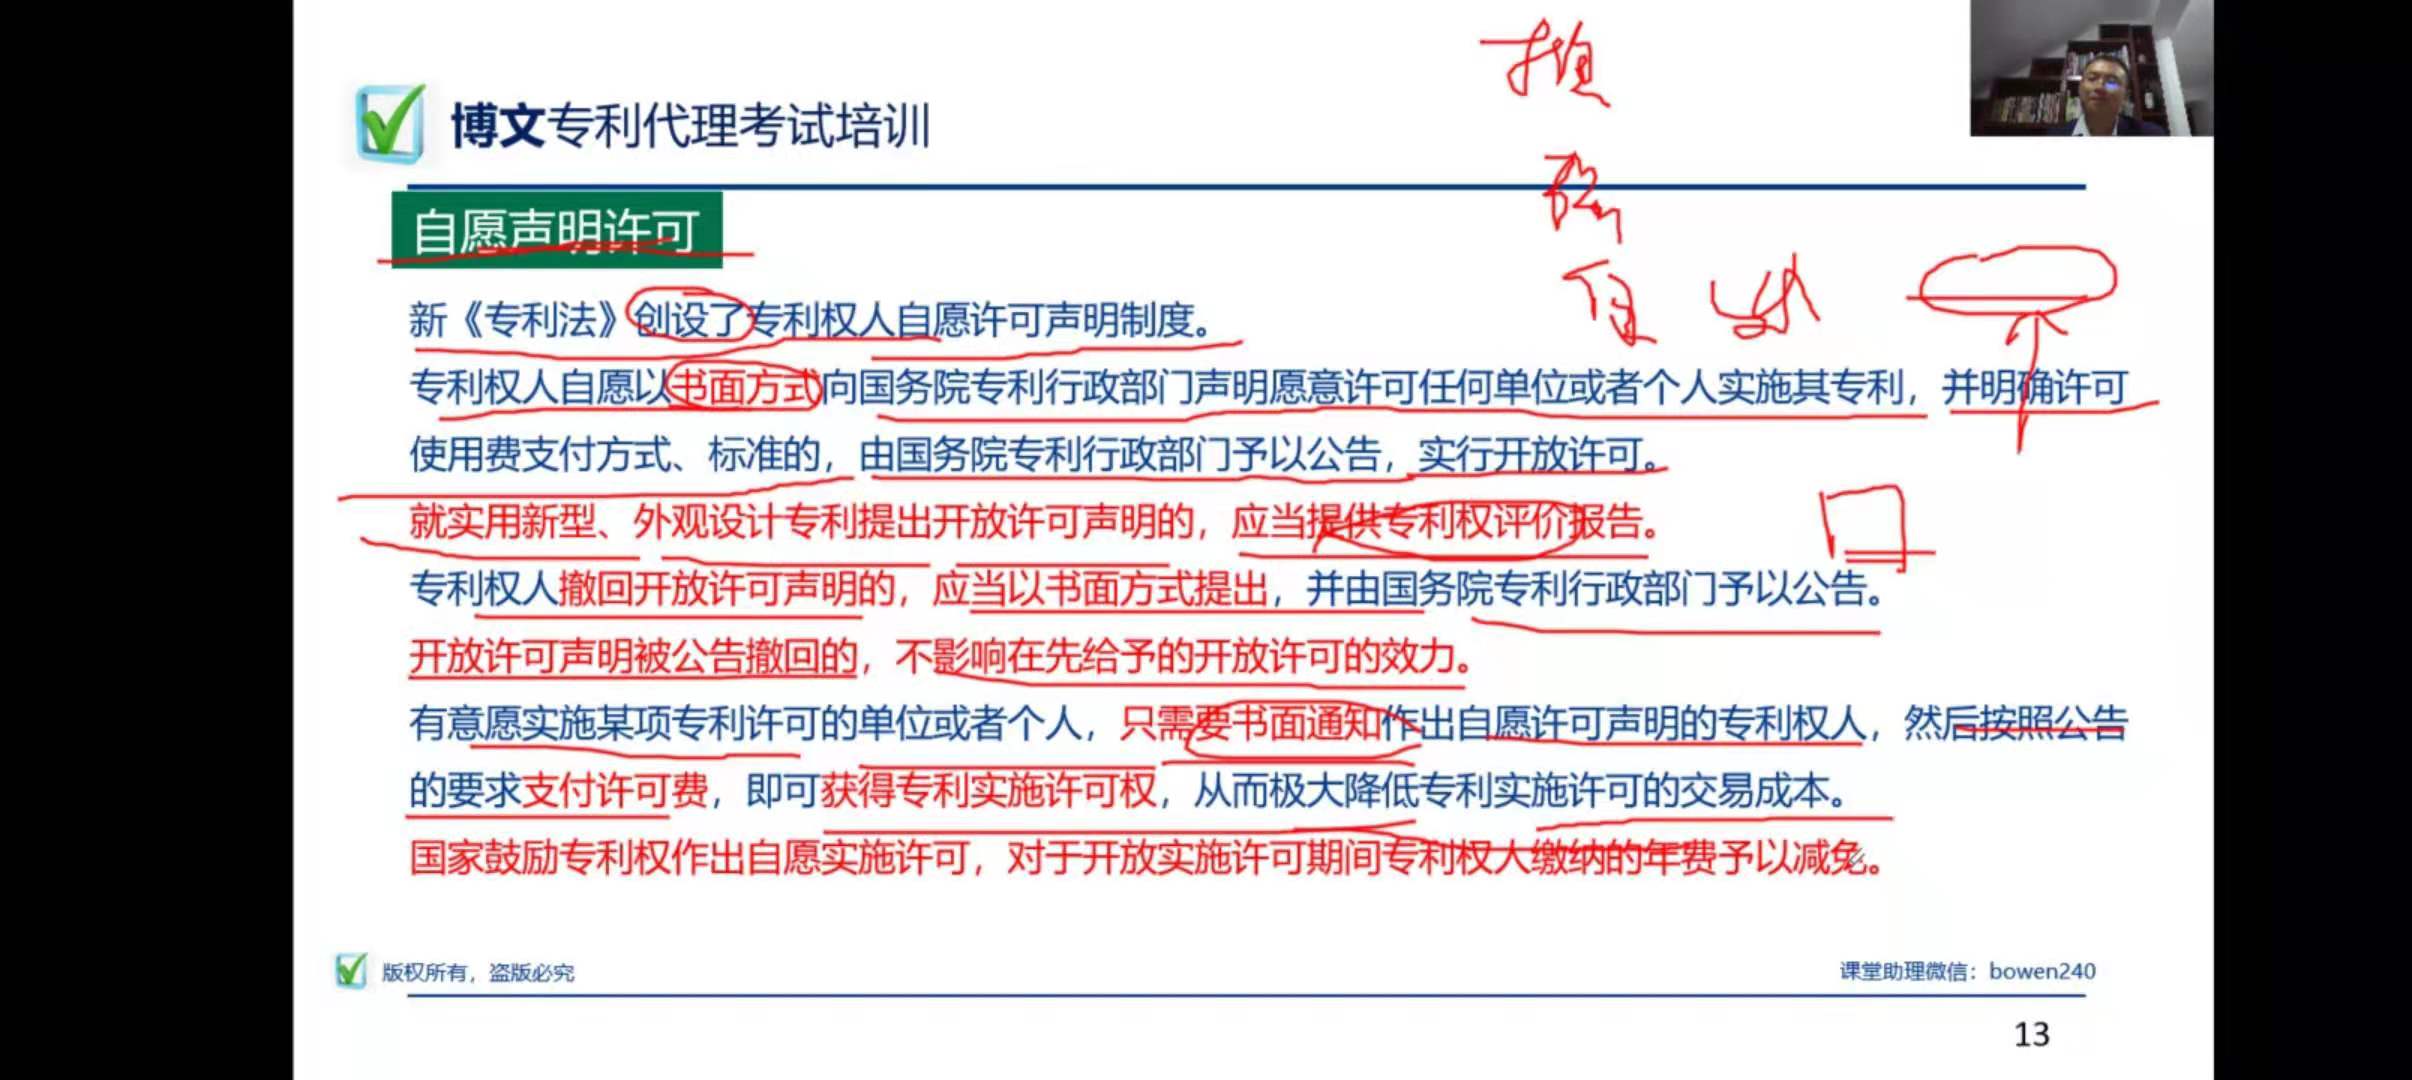 博文专利代理考试培训
自愿声明许可
新《专利法》创设了专利权人自愿许可声明制度。
专利权人自愿以书面方式向国务院专利行政部门声明愿意许可任何单位或者个人实施其专利，并明确许可
使用费支付方式、标准的，由国务院专利行政部门予以公告，实行开放许可。
就实用新型、外观设计专利提出开放许可声明的，应当提供专利权评价报告。
专利权人撤回开放许可声明的，应当以书面方式提出，并由国务院专利行政部门予以公告。
开放许可声明被公告撤回的，不影响在先给予的开放许可的效力。
有意愿实施某项专利许可的单位或者个人，只需要书面通知作出自愿许可声明的专利权人，然后按照公告
的要求支付许可费，即可获得专利实施许可权，从而极大降低专利实施许可的交易成本。
国家鼓励专利权作出自愿实施许可，对于开放实施许可期间专利权人缴纳的年费予以减免。
版权所有，盗版必究
课堂助理微信：bowen240
13